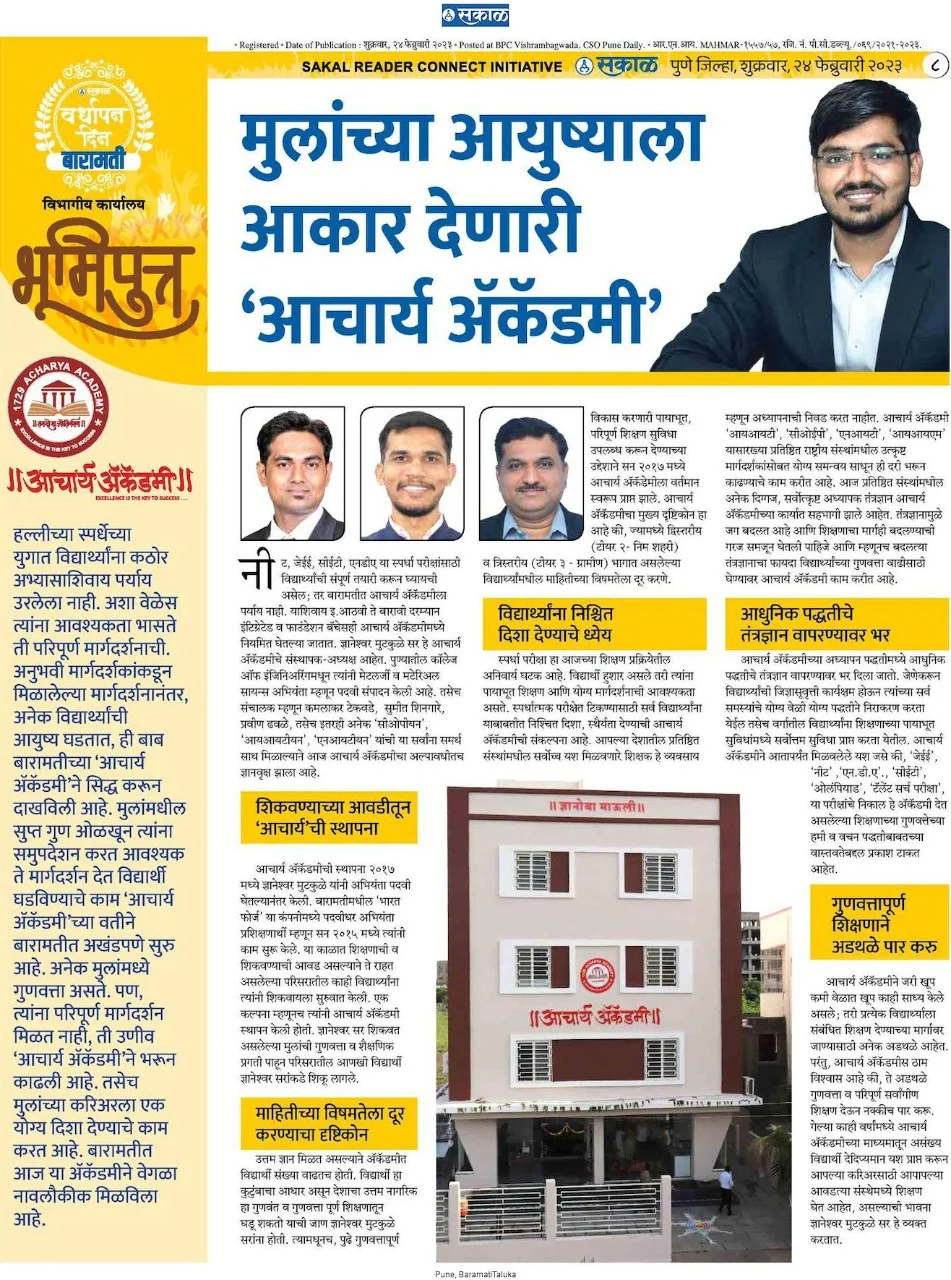 सकाळ
• Registered • Date of Publication : शुक्रवार, २४ फेब्रुवारी २०२३ • Posted at BPC Vishrambagwada. CSO Pune Daily. • आर.एन.आय. MAHMAR-१५५७/५७, रजि. नं. पी.सी.डब्ल्यू./०६९/२०२१-२०२३.
SAKAL READER CONNECT INITIATIVE सकाळ पुणे जिल्हा, शुक्रवार, २४ फेब्रुवारी २०२३ ८
सकाळ
वर्धापन
दिन
बारामती
विभागीय कार्यालय
भूमिपुत्र
मुलांच्या आयुष्याला
आकार देणारी
‘आचार्य ॲकॅडमी’
1729 ACHARYA ACADEMY
EXCELLENCE IS THE KEY TO SUCCESS
॥आचार्य ॲकॅडमी॥
EXCELLENCE IS THE KEY TO SUCCESS ...
हल्लीच्या स्पर्धेच्या
युगात विद्यार्थ्यांना कठोर
अभ्यासाशिवाय पर्याय
उरलेला नाही. अशा वेळेस
त्यांना आवश्यकता भासते
ती परिपूर्ण मार्गदर्शनाची.
अनुभवी मार्गदर्शकांकडून
मिळालेल्या मार्गदर्शनानंतर,
अनेक विद्यार्थ्यांची
आयुष्य घडतात, ही बाब
बारामतीच्या ‘आचार्य
ॲकॅडमी’ने सिद्ध करून
दाखविली आहे. मुलांमधील
सुप्त गुण ओळखून त्यांना
समुपदेशन करत आवश्यक
ते मार्गदर्शन देत विद्यार्थी
घडविण्याचे काम ‘आचार्य
ॲकॅडमी’च्या वतीने
बारामतीत अखंडपणे सुरु
आहे. अनेक मुलांमध्ये
गुणवत्ता असते. पण,
त्यांना परिपूर्ण मार्गदर्शन
मिळत नाही, ती उणीव
‘आचार्य ॲकॅडमी’ने भरून
काढली आहे. तसेच
मुलांच्या करिअरला एक
योग्य दिशा देण्याचे काम
करत आहे. बारामतीत
आज या ॲकॅडमीने वेगळा
नावलौकीक मिळविला
आहे.
नीट, जेईई, सीईटी, एनडीए या स्पर्धा परीक्षांसाठी
विद्यार्थ्यांची संपूर्ण तयारी करून घ्यायची
असेल; तर बारामतीत आचार्य ॲकॅडमीला
पर्याय नाही. याशिवाय इ.आठवी ते बारावी दरम्यान
इंटिग्रेटेड व फाउंडेशन बॅचेसही आचार्य ॲकॅडमीमध्ये
नियमित घेतल्या जातात. ज्ञानेश्वर मुटकुळे सर हे आचार्य
ॲकॅडमीचे संस्थापक-अध्यक्ष आहेत. पुण्यातील कॉलेज
ऑफ इंजिनिअरिंगमधून त्यांनी मेटलर्जी व मटेरिअल
सायन्स अभियंता म्हणून पदवी संपादन केली आहे. तसेच
संचालक म्हणून कमलाकर टेकवडे, सुमीत शिनगारे,
प्रवीण ढवळे, तसेच इतरही अनेक ‘सीओपीयन’,
‘आयआयटीयन’, ‘एनआयटीयन’ यांची या सर्वांना समर्थ
साथ मिळाल्याने आज आचार्य ॲकॅडमीचा अल्पावधीतच
ज्ञानवृक्ष झाला आहे.
शिकवण्याच्या आवडीतून
‘आचार्य’ची स्थापना
आचार्य ॲकॅडमीची स्थापना २०१७
मध्ये ज्ञानेश्वर मुटकुळे यांनी अभियंता पदवी
घेतल्यानंतर केली. बारामतीमधील ‘भारत
फोर्ज’ या कंपनीमध्ये पदवीधर अभियंता
प्रशिक्षणार्थी म्हणून सन २०१५ मध्ये त्यांनी
काम सुरू केले. या काळात शिक्षणाची व
शिकवण्याची आवड असल्याने ते राहत
असलेल्या परिसरातील काही विद्यार्थ्यांना
त्यांनी शिकवायला सुरुवात केली. एक
कल्पना म्हणूनच त्यांनी आचार्य ॲकॅडमी
स्थापन केली होती. ज्ञानेश्वर सर शिकवत
असलेल्या मुलांची गुणवत्ता व शैक्षणिक
प्रगती पाहून परिसरातील आणखी विद्यार्थी
ज्ञानेश्वर सरांकडे शिकू लागले.
माहितीच्या विषमतेला दूर
करण्याचा दृष्टिकोन
उत्तम ज्ञान मिळत असल्याने ॲकॅडमीत
विद्यार्थी संख्या वाढतच होती. विद्यार्थी हा
कुटुंबाचा आधार असून देशाचा उत्तम नागरिक
हा गुणवंत व गुणवत्ता पूर्ण शिक्षणातून
घडू शकतो याची जाण ज्ञानेश्वर मुटकुळे
सरांना होती. त्यामधूनच, पुढे गुणवत्तापूर्ण
विकास करणारी पायाभूत,
परिपूर्ण शिक्षण सुविधा
उपलब्ध करून देण्याच्या
उद्देशाने सन २०१७ मध्ये
आचार्य ॲकॅडेमीला वर्तमान
स्वरूप प्राप्त झाले. आचार्य
ॲकॅडमीचा मुख्य दृष्टिकोन हा
आहे की, ज्यामध्ये द्विस्तरीय
(टीयर २- निम शहरी)
व त्रिस्तरीय (टीयर ३ - ग्रामीण) भागात असलेल्या
विद्यार्थ्यांमधील माहितीच्या विषमतेला दूर करणे.
विद्यार्थ्यांना निश्चित
दिशा देण्याचे ध्येय
स्पर्धा परीक्षा हा आजच्या शिक्षण प्रक्रियेतील
अनिवार्य घटक आहे. विद्यार्थी हुशार असले तरी त्यांना
पायाभूत शिक्षण आणि योग्य मार्गदर्शनाची आवश्यकता
असते. स्पर्धात्मक परीक्षेत टिकण्यासाठी सर्व विद्यार्थ्यां
याबाबतीत निश्चित दिशा, स्थैर्यता देण्याची आचार्य
ॲकॅडमीची संकल्पना आहे. आपल्या देशातील प्रतिष्ठित
संस्थांमधील सर्वोच्च यश मिळवणारे शिक्षक हे व्यवसाय
म्हणून अध्यापनाची निवड करत नाहीत. आचार्य ॲकॅडमी
‘आयआयटी’, ‘सीओईपी’, ‘एनआयटी’, ‘आयआयएम’
यासारख्या प्रतिष्ठित राष्ट्रीय संस्थांमधील उत्कृष्ट
मार्गदर्शकांसोबत योग्य समन्वय साधून ही दरी भरून
काढण्याचे काम करीत आहे. आज प्रतिष्ठित संस्थांमधील
अनेक दिग्गज, सर्वोत्कृष्ट अध्यापक तंत्रज्ञान आचार्य
ॲकॅडमीच्या कार्यात सहभागी झाले आहेत. तंत्रज्ञानामुळे
जग बदलत आहे आणि शिक्षणाचा मार्गही बदलण्याची
गरज समजून घेतली पाहिजे आणि म्हणूनच बदलत्या
तंत्रज्ञानाचा फायदा विद्यार्थ्यांच्या गुणवत्ता वाढीसाठी
घेण्यावर आचार्य ॲकॅडमी काम करीत आहे.
आधुनिक पद्धतीचे
तंत्रज्ञान वापरण्यावर भर
आचार्य ॲकॅडमीच्या अध्यापन पद्धतीमध्ये आधुनिक
पद्धतीचे तंत्रज्ञान वापरण्यावर भर दिला जातो. जेणेकरून
विद्यार्थ्यांची जिज्ञासूवृत्ती कार्यक्षम होऊन त्यांच्या सर्व
समस्यांचे योग्य वेळी योग्य पद्धतीने निराकरण करता
येईल तसेच वर्गातील विद्यार्थ्यांना शिक्षणाच्या पायाभूत
सुविधांमध्ये सर्वोत्तम सुविधा प्राप्त करता येतील. आचार्य
ॲकॅडमीने आतापर्यंत मिळवलेले यश जसे की, ‘जेईई’,
‘नीट’ ,‘एन.डी.ए’., ‘सीईटी’,
‘ओलंपियाड’, ‘टॅलेंट सर्च परीक्षा’,
या परीक्षांचे निकाल हे ॲकॅडमी देत
असलेल्या शिक्षणाच्या गुणवत्तेच्या
हमी व वचन पद्धतीबाबतच्या
वास्तवतेबद्दल प्रकाश टाकत
आहेत.
गुणवत्तापूर्ण
शिक्षणाने
अडथळे पार करु
आचार्य ॲकॅडमीने जरी खूप
कमी वेळात खूप काही साध्य केले
असले; तरी प्रत्येक विद्यार्थ्याला
संबंधित शिक्षण देण्याच्या मार्गावर
जाण्यासाठी अनेक अडथळे आहेत.
परंतु, आचार्य ॲकॅडमीस ठाम
विश्वास आहे की, ते अडथळे
गुणवत्ता व परिपूर्ण सर्वांगीण
शिक्षण देऊन नक्कीच पार करू.
गेल्या काही वर्षांमध्ये आचार्य
ॲकॅडमीच्या माध्यमातून असंख्य
विद्यार्थी देदिप्यमान यश प्राप्त करून
आपल्या करिअरसाठी आपापल्या
आवडत्या संस्थेमध्ये शिक्षण
घेत आहेत, असल्याची भावना
ज्ञानेश्वर मुटकुळे सर हे व्यक्त
करतात.
॥ ज्ञानोबा माऊली ॥
॥आचार्य ॲकॅडमी॥
Pune, BaramatiTaluka